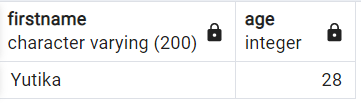 firstname age
character varying (200) integer
Yutika 28